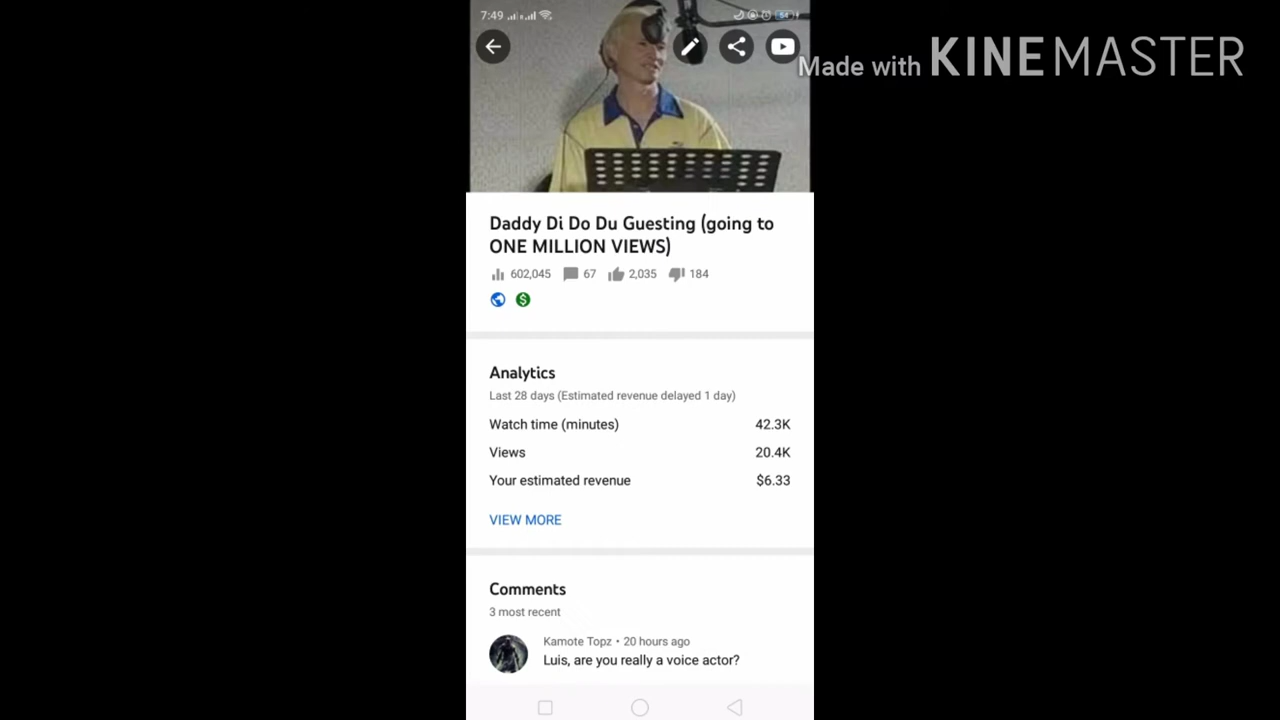 7:49
54
Made with KINEMASTER
Daddy Di Do Du Guesting (going to
ONE MILLION VIEWS)
602,045 67 2,035 184
Analytics
Last 28 days (Estimated revenue delayed 1 day)
Watch time (minutes) 42.3K
Views 20.4K
Your estimated revenue $6.33
VIEW MORE
Comments
3 most recent
Kamote Topz • 20 hours ago
Luis, are you really a voice actor?